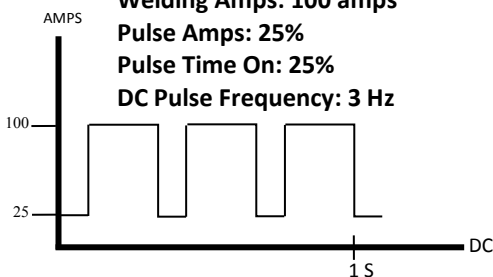 Welding Amps: 100 amps
AMPS
Pulse Amps: 25%
Pulse Time On: 25%
DC Pulse Frequency: 3 Hz
100
25
DC
1 S